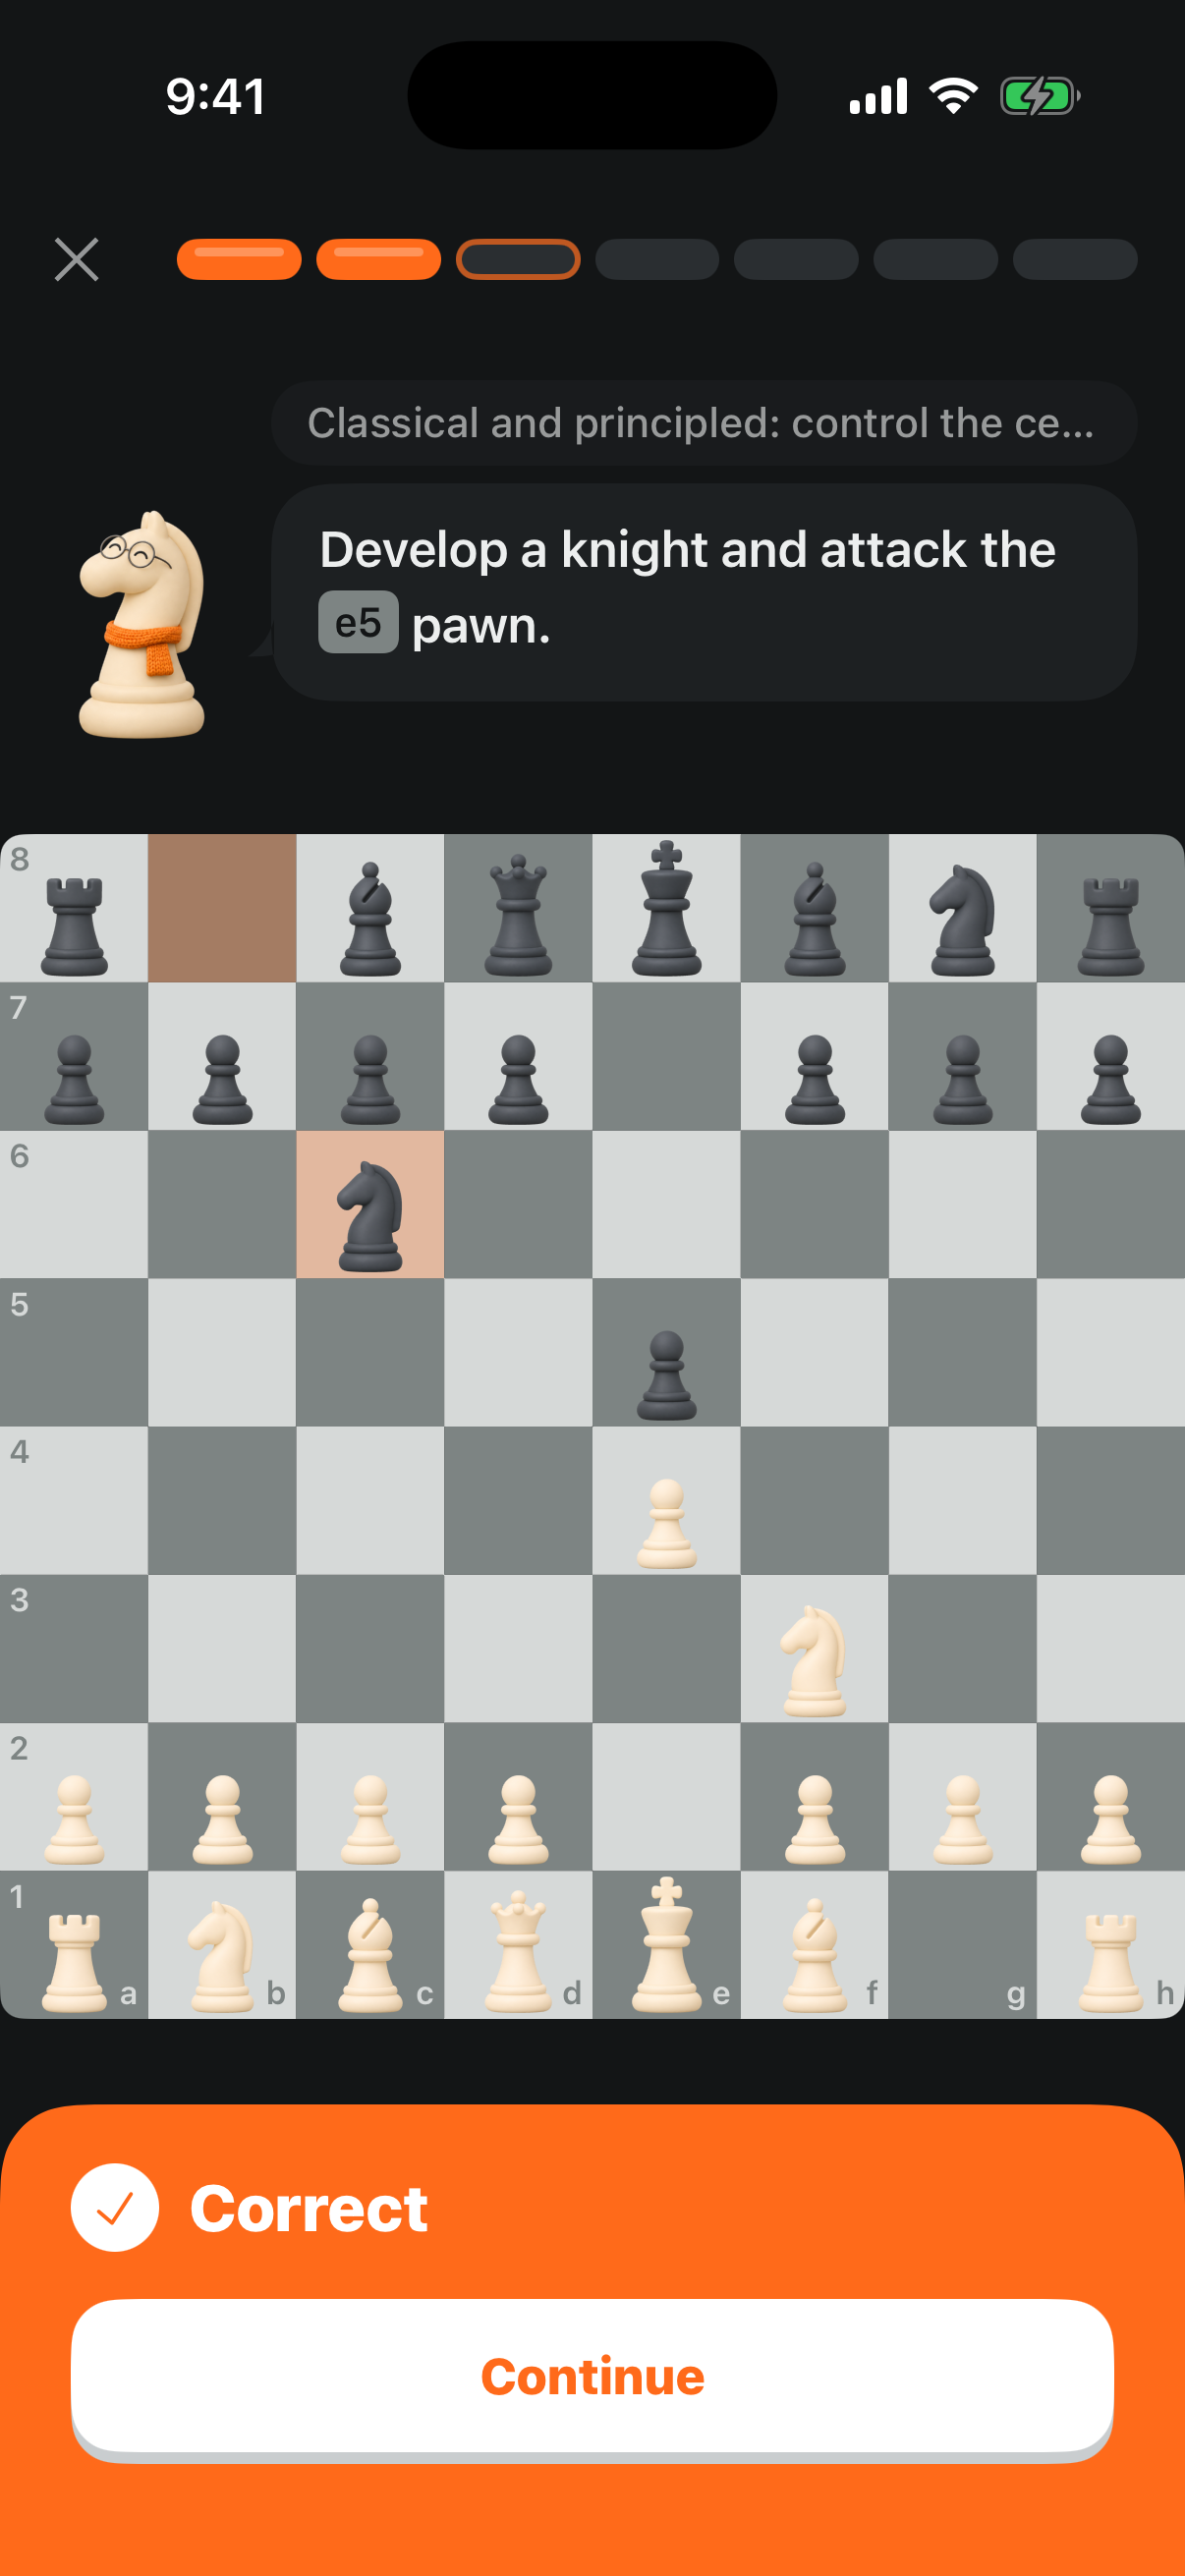 9:41
Classical and principled: control the ce...
Develop a knight and attack the
e5 pawn.
8
7
6
5
4
3
2
1
a b c d e f g h
Correct
Continue